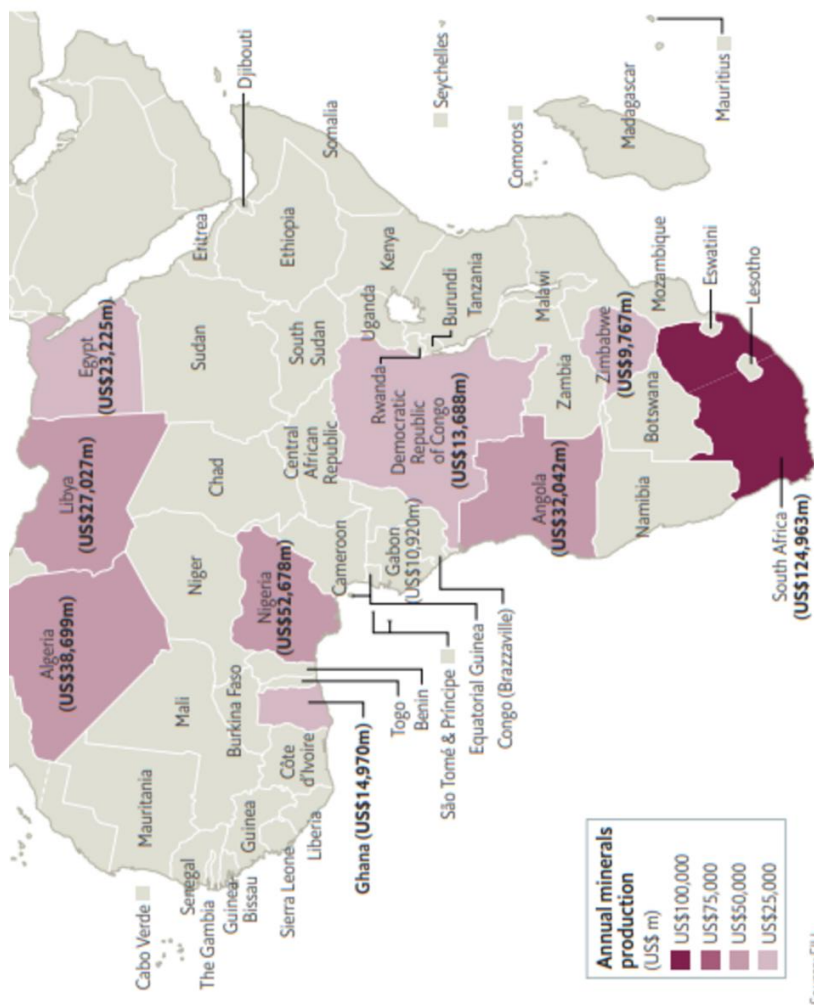 Algeria
(US$38,699m)
Libya
(US$27,027m)
Egypt
(US$23,225m)
Cabo Verde
Mauritania
Mali
Niger
Chad
Sudan
Eritrea
Djibouti
Senegal
The Gambia
Guinea
Bissau
Guinea
Sierra Leone
Liberia
Côte
d'Ivoire
Burkina Faso
Ghana (US$14,970m)
Togo
Benin
Nigeria
(US$52,678m)
Cameroon
Central
African
Republic
South
Sudan
Ethiopia
Somalia
São Tomé & Príncipe
Equatorial Guinea
Congo (Brazzaville)
Gabon
(US$10,920m)
Rwanda
Democratic
Republic
of Congo
(US$13,688m)
Uganda
Kenya
Burundi
Tanzania
Seychelles
Comoros
Angola
(US$32,042m)
Zambia
Malawi
Mozambique
Madagascar
Mauritius
Namibia
Botswana
Zimbabwe
(US$9,767m)
Eswatini
Lesotho
South Africa
(US$124,963m)
Annual minerals
production
(US$ m)
US$100,000
US$75,000
US$50,000
US$25,000